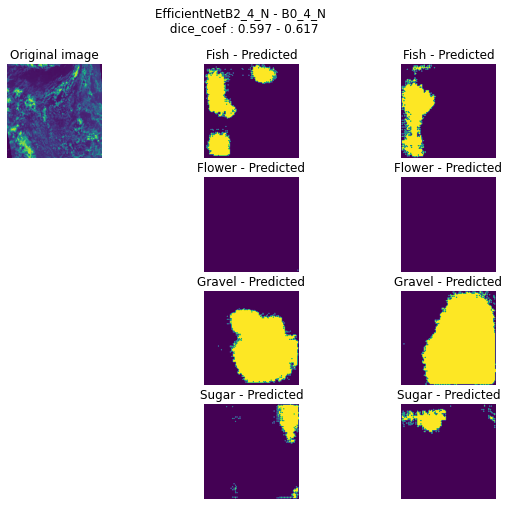 EfficientNetB2_4_N - B0_4_N
dice_coef : 0.597 - 0.617
Original image
Fish - Predicted
Fish - Predicted
Flower - Predicted
Flower - Predicted
Gravel - Predicted
Gravel - Predicted
Sugar - Predicted
Sugar - Predicted